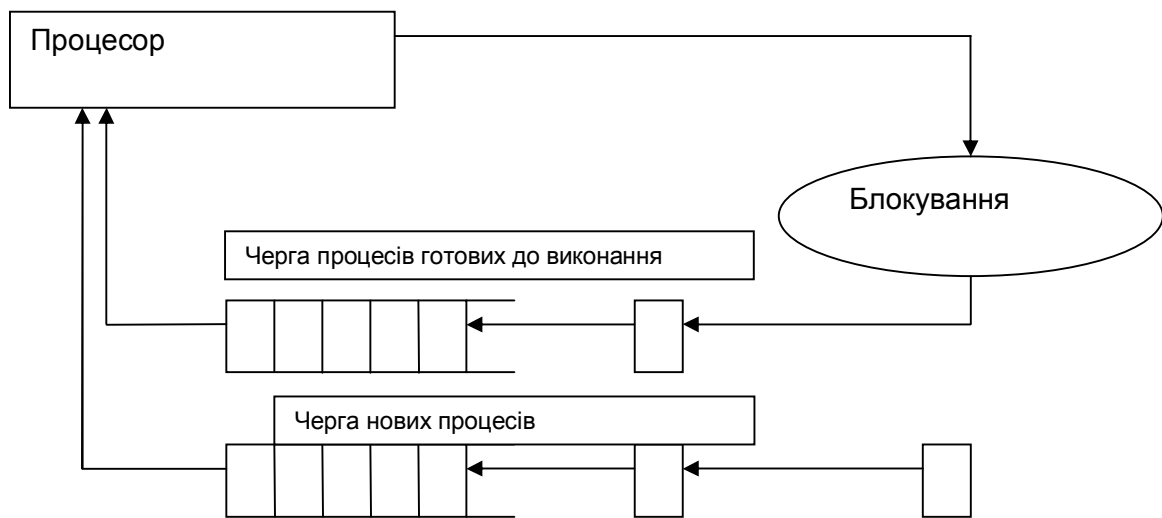 Процесор
Блокування
Черга процесів готових до виконання
Черга нових процесів